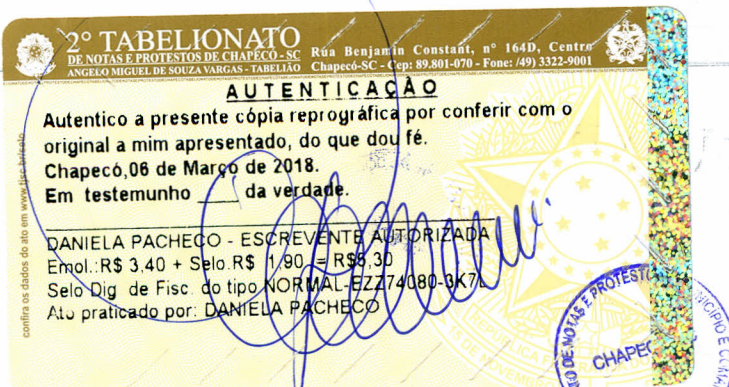 2º TABELIONATO
DE NOTAS E PROTESTOS DE CHAPECÓ - SC
ANGELO MIGUEL DE SOUZA VARGAS - TABELIÃO
Rua Benjamin Constant, nº 164D, Centro
Chapecó-SC - Cep: 89.801-070 - Fone: (49) 3322-9001
AUTENTICAÇÃO
Autentico a presente cópia reprográfica por conferir com o
original a mim apresentado, do que dou fé.
Chapecó,06 de Março de 2018.
Em testemunho ____ da verdade.
DANIELA PACHECO - ESCREVENTE AUTORIZADA
Emol.:R$ 3,40 + Selo.R$ 1,90 = R$5,30
Selo Dig de Fisc. do tipo NORMAL-EZZ74080-3K7L
Ato praticado por: DANIELA PACHECO
confira os dados do ato em www.tjsc.br/selo
DE NOTAS E PROTESTO
CHAPEC